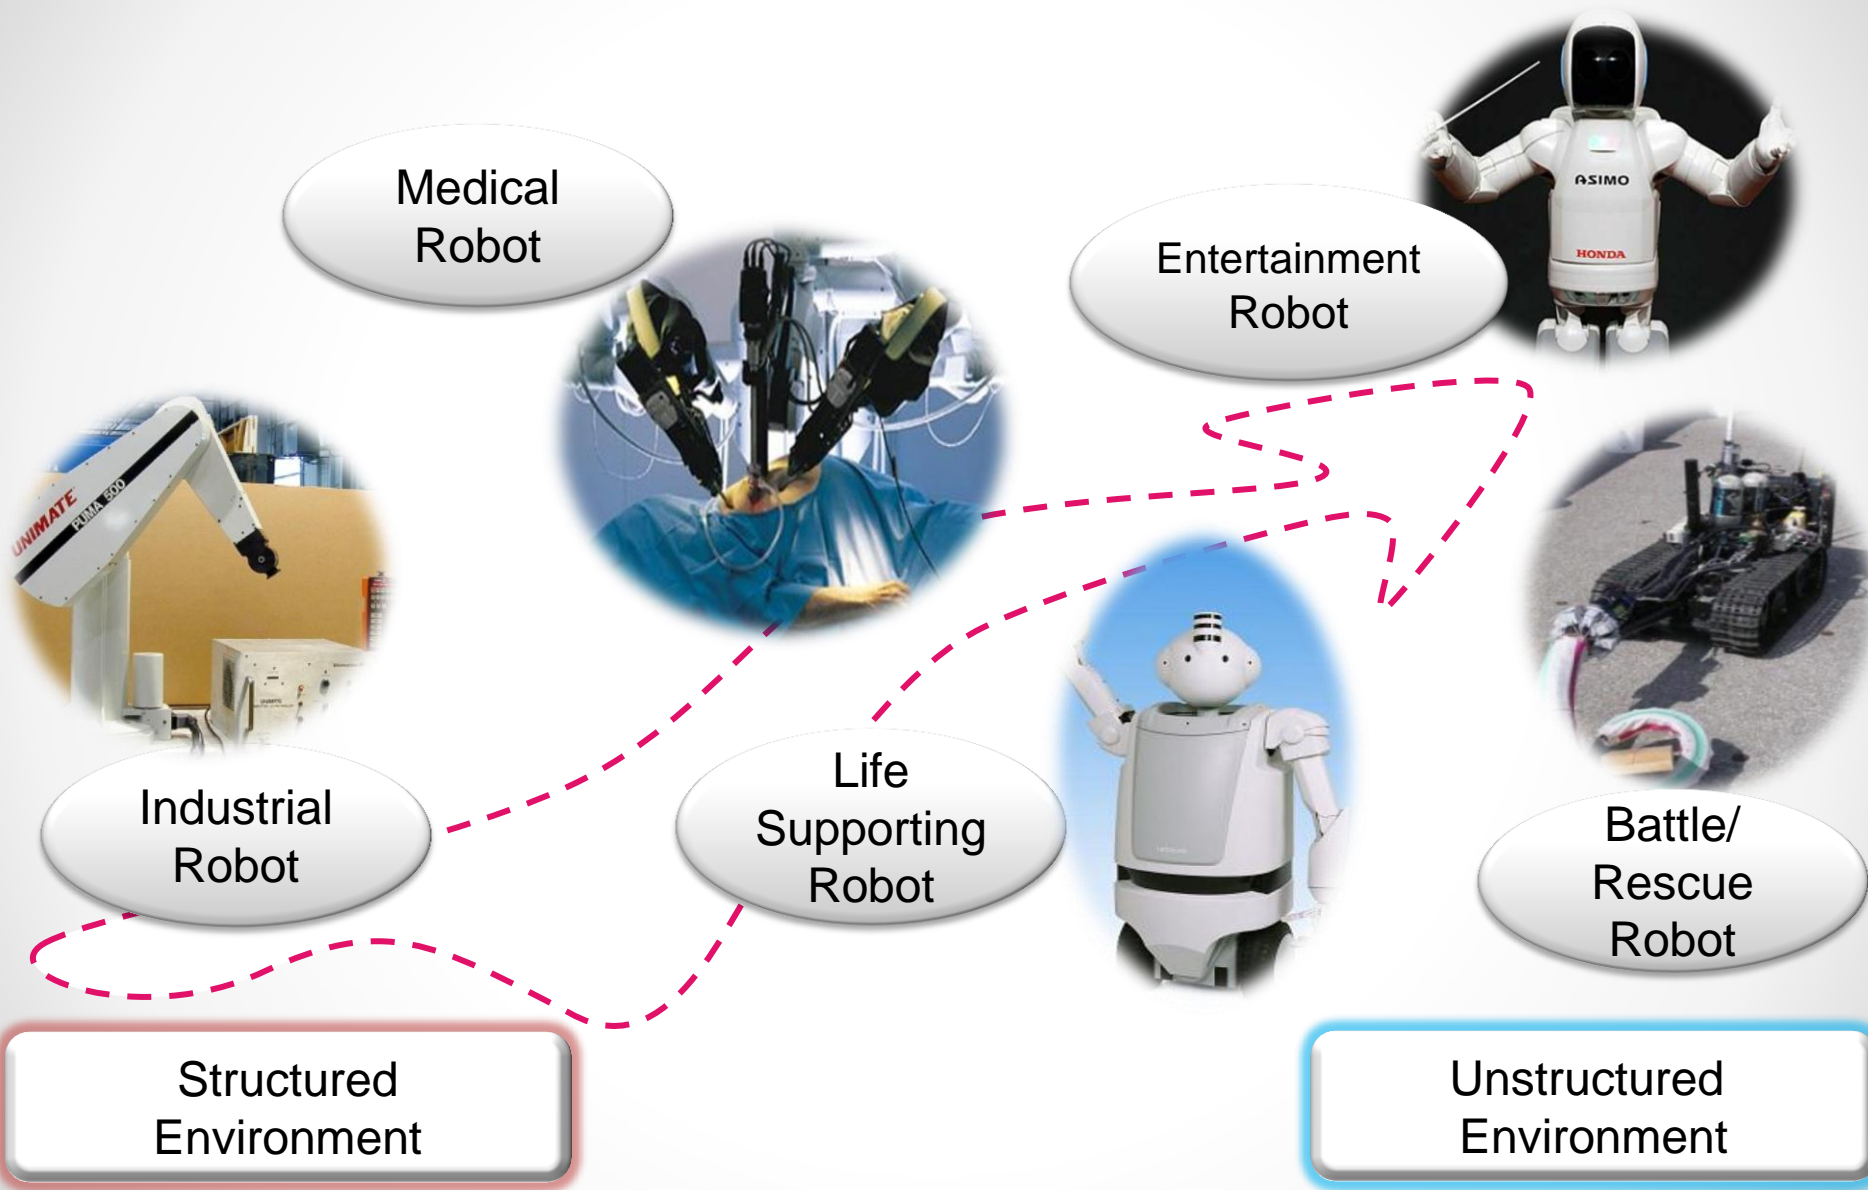 Medical
Robot
Entertainment
Robot
ASIMO
HONDA
UNIMATE
PUMA 500
Industrial
Robot
Life
Supporting
Robot
Battle/
Rescue
Robot
Structured
Environment
Unstructured
Environment